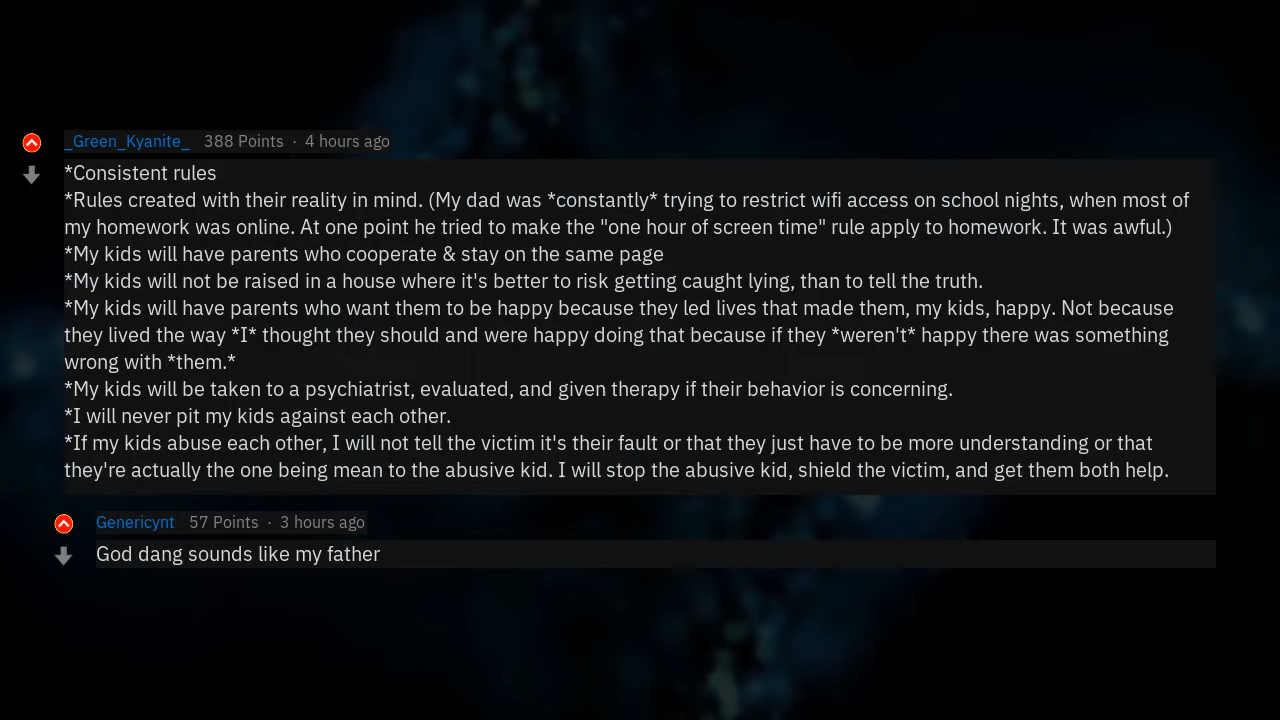 _Green_Kyanite_ 388 Points · 4 hours ago
*Consistent rules
*Rules created with their reality in mind. (My dad was *constantly* trying to restrict wifi access on school nights, when most of
my homework was online. At one point he tried to make the "one hour of screen time" rule apply to homework. It was awful.)
*My kids will have parents who cooperate & stay on the same page
*My kids will not be raised in a house where it's better to risk getting caught lying, than to tell the truth.
*My kids will have parents who want them to be happy because they led lives that made them, my kids, happy. Not because
they lived the way *I* thought they should and were happy doing that because if they *weren't* happy there was something
wrong with *them.*
*My kids will be taken to a psychiatrist, evaluated, and given therapy if their behavior is concerning.
*I will never pit my kids against each other.
*If my kids abuse each other, I will not tell the victim it's their fault or that they just have to be more understanding or that
they're actually the one being mean to the abusive kid. I will stop the abusive kid, shield the victim, and get them both help.
Genericynt 57 Points · 3 hours ago
God dang sounds like my father